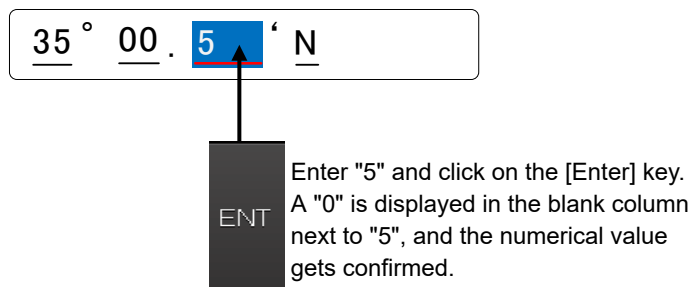 35° 00. 5 ‘ N
Enter "5" and click on the [Enter] key.
A "0" is displayed in the blank column
ENT
next to "5", and the numerical value
gets confirmed.